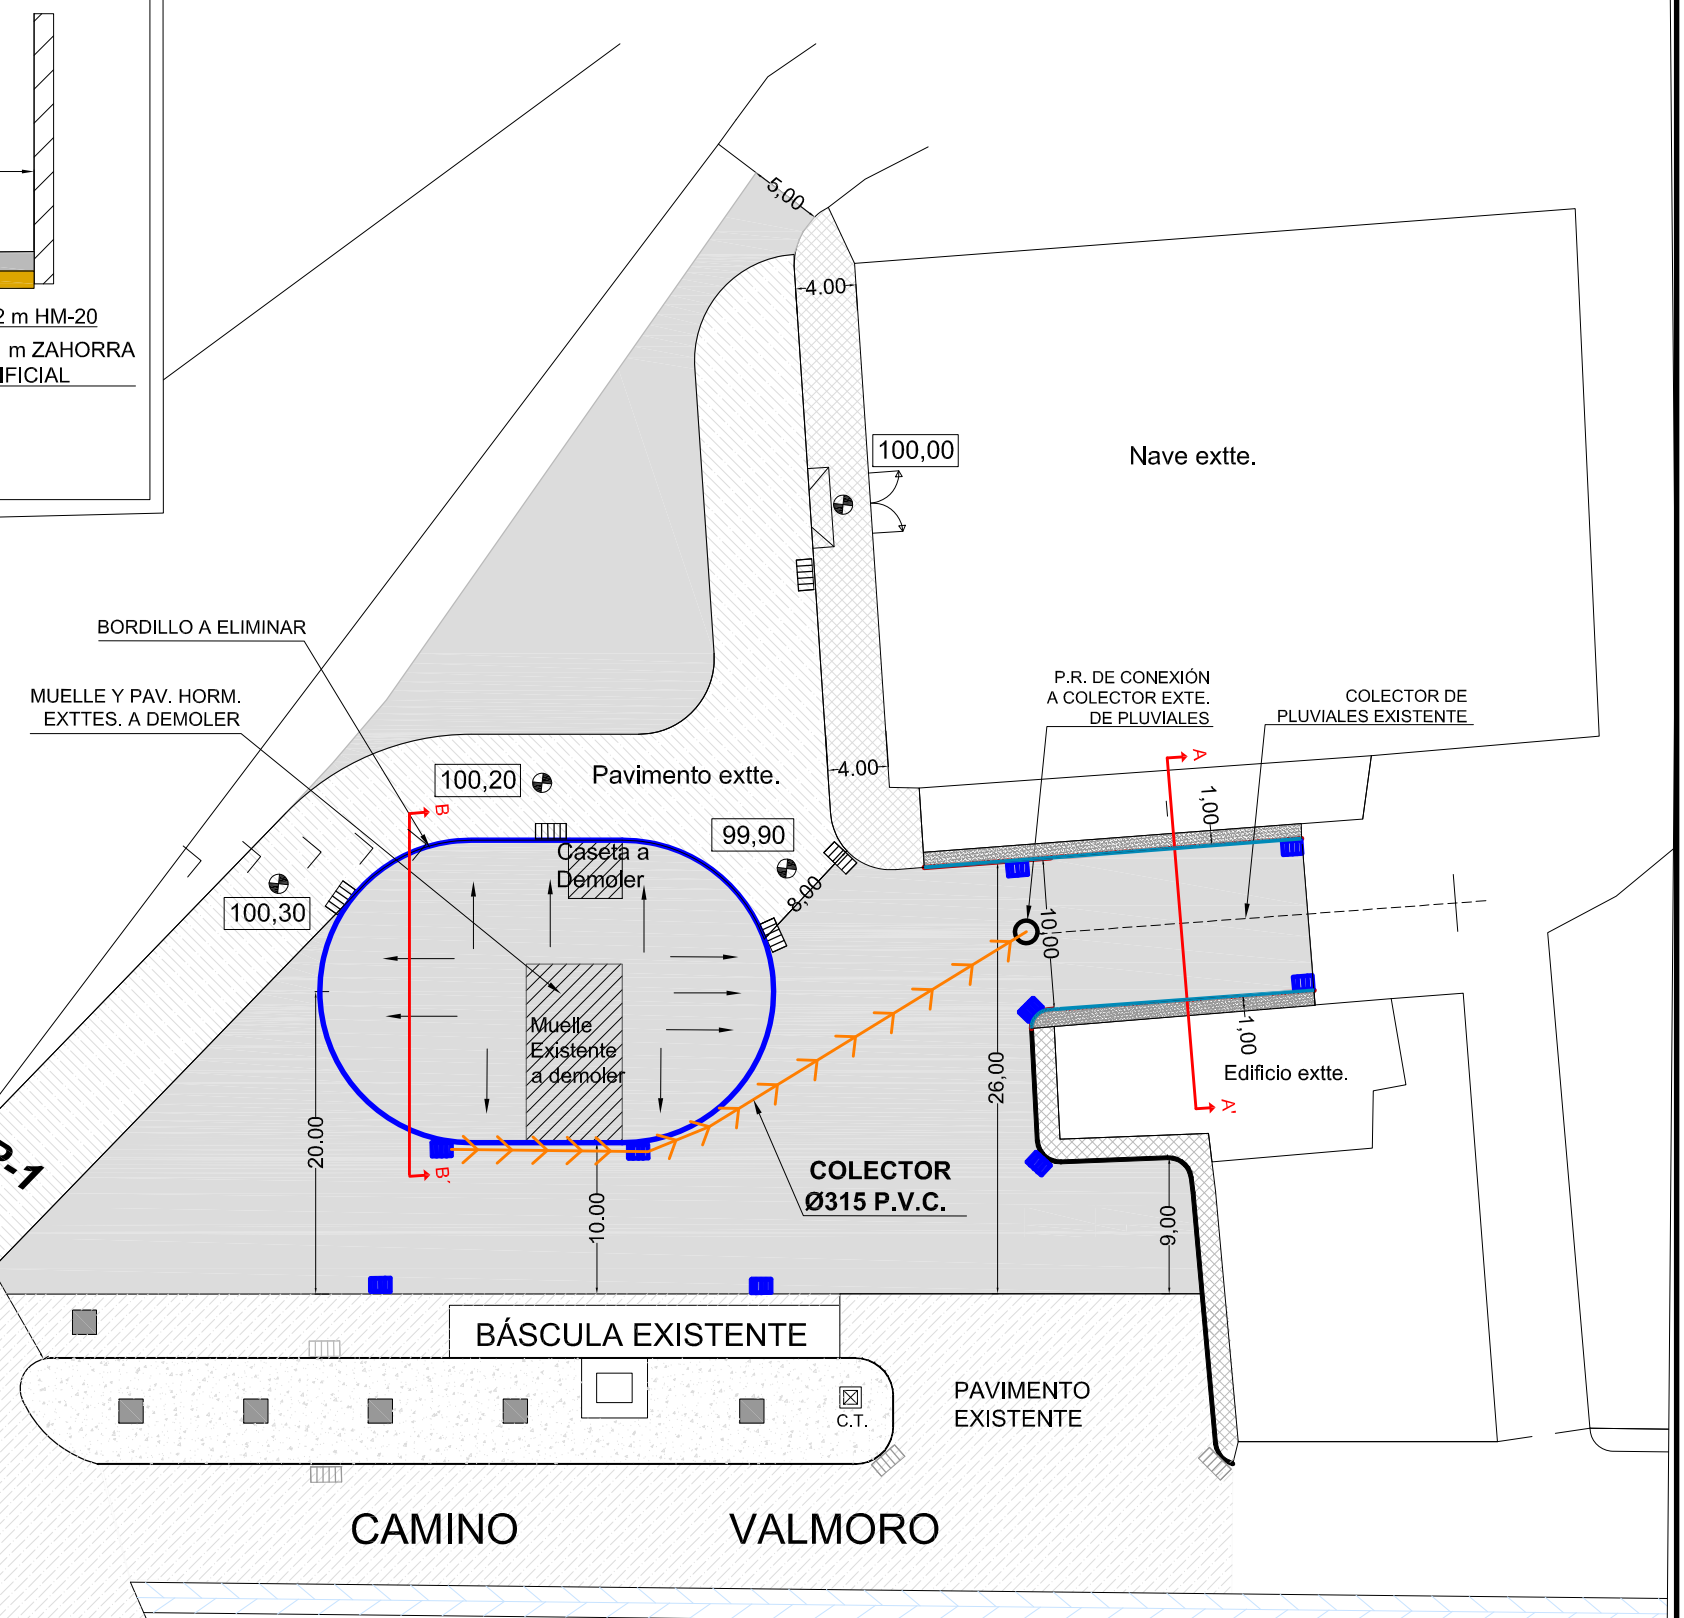 2 m HM-20
m ZAHORRA
IFICIAL
5,00
4.00
100,00
Nave extte.
BORDILLO A ELIMINAR
MUELLE Y PAV. HORM.
EXTTES. A DEMOLER
P.R. DE CONEXIÓN
A COLECTOR EXTE.
DE PLUVIALES
COLECTOR DE
PLUVIALES EXISTENTE
100,20
Pavimento extte.
4.00
A
1,00
B
99,90
Caseta a
Demoler
8,00
100,30
10,00
Muelle
Existente
a demoler
1,00
Edificio extte.
A'
26,00
20.00
B'
COLECTOR
Ø315 P.V.C.
10.00
9,00
BÁSCULA EXISTENTE
PAVIMENTO
EXISTENTE
C.T.
CAMINO VALMORO